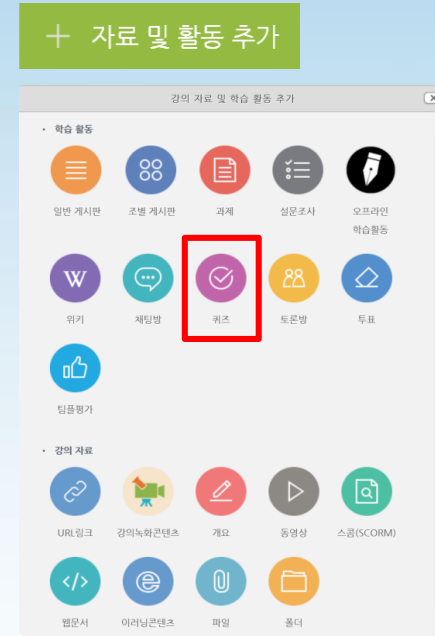 + 자료 및 활동 추가
강의 자료 및 학습 활동 추가
• 학습 활동
일반 게시판 조별 게시판 과제 설문조사 오프라인
학습활동
W
위키 채팅방 퀴즈 토론방 투표
팀플평가
• 강의 자료
URL링크 강의녹화콘텐츠 개요 동영상 스콤(SCORM)
</> e
웹문서 이러닝콘텐츠 파일 폴더